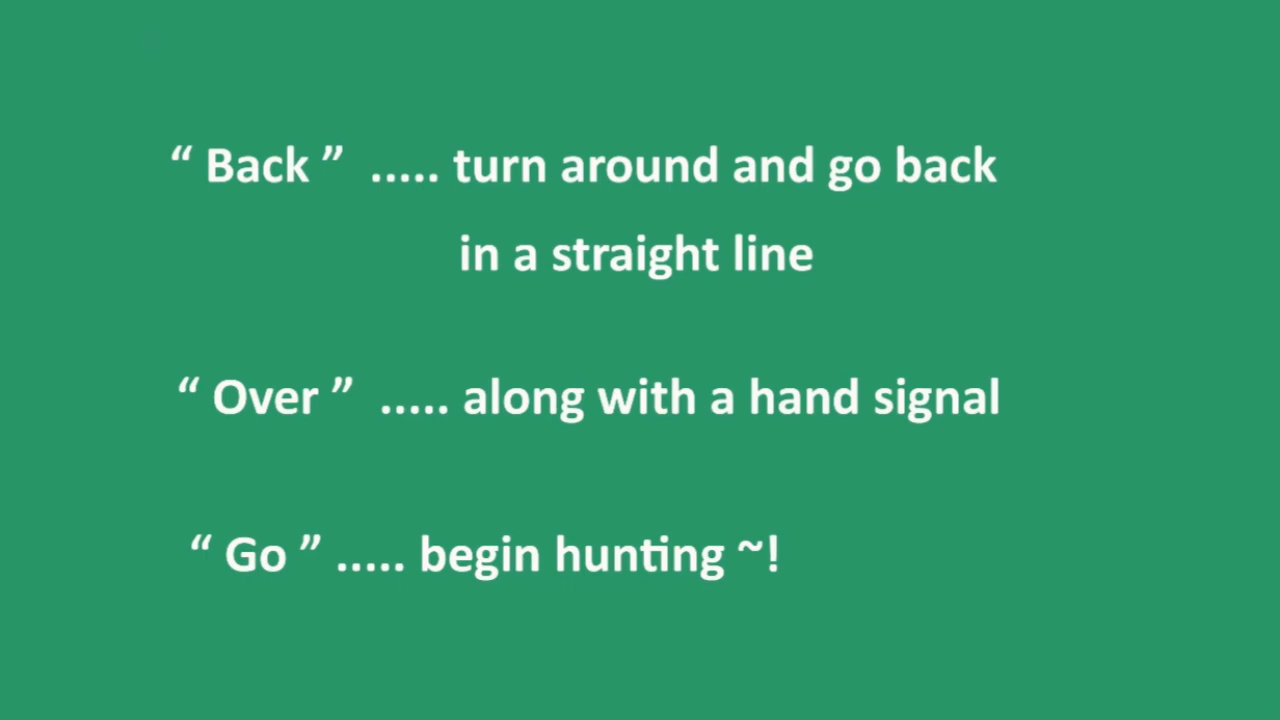 “ Back ” ..... turn around and go back
in a straight line
“ Over ” ..... along with a hand signal
“ Go ” ..... begin hunting ~!